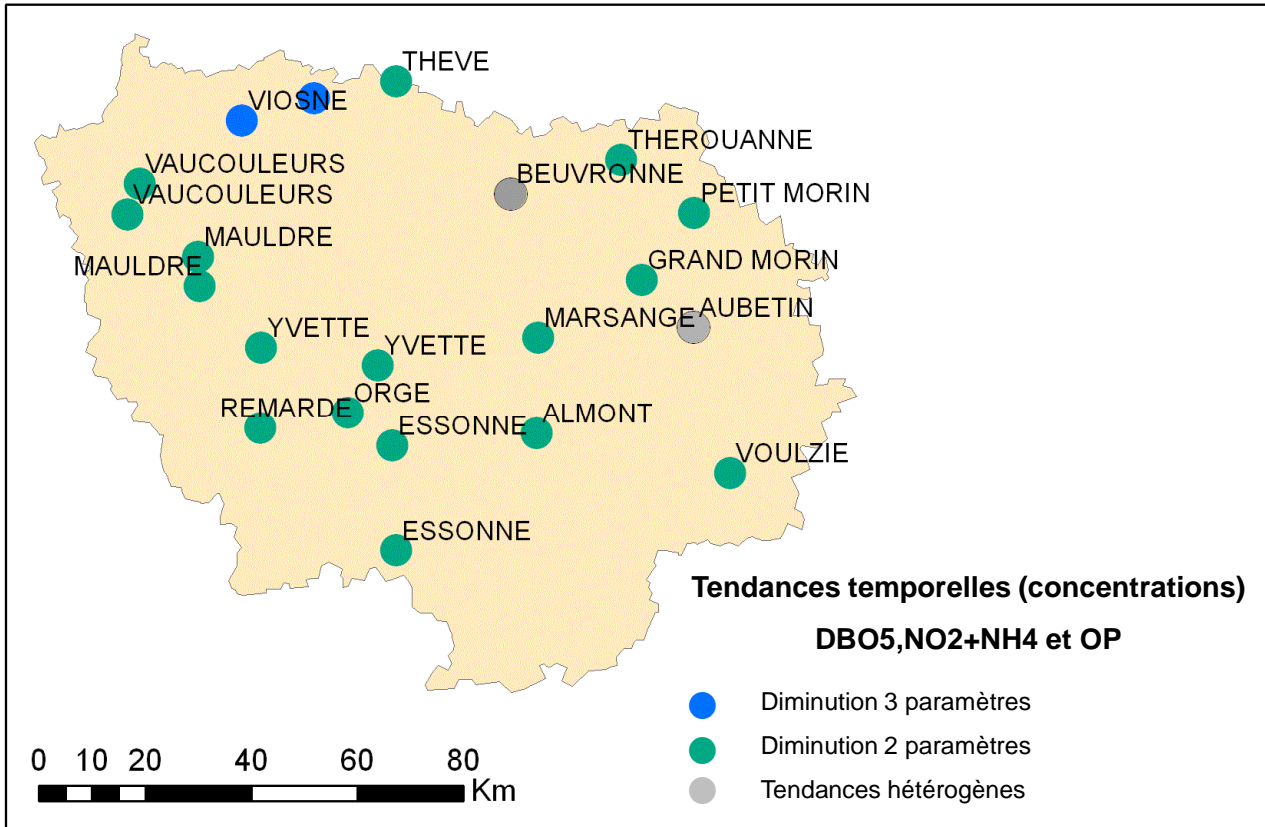 THEVE
VIOSNE
THEROUANNE
VAUCOULEURS
BEUVRONNE
VAUCOULEURS
PETIT MORIN
MAULDRE
MAULDRE
GRAND MORIN
AUBETIN
MARSANGE
YVETTE
YVETTE
ORGE
REMARDE
ESSONNE
ALMONT
VOULZIE
ESSONNE
Tendances temporelles (concentrations)
DBO5,NO2+NH4 et OP
Diminution 3 paramètres
Diminution 2 paramètres
Tendances hétérogènes
0 10 20 40 60 80
Km